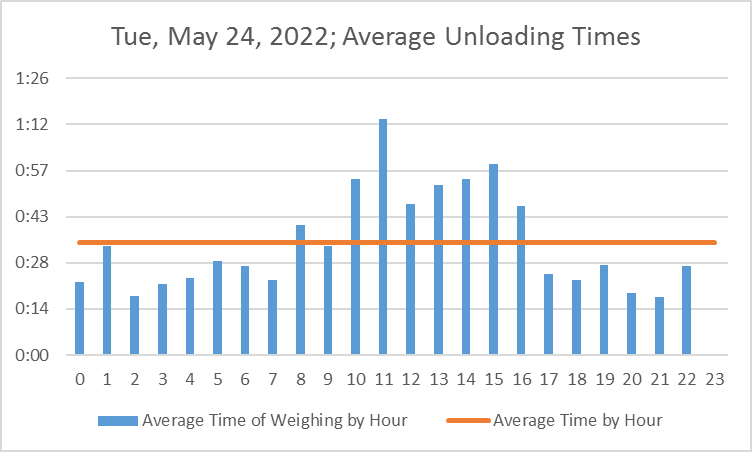 Tue, May 24, 2022; Average Unloading Times
1:26
1:12
0:57
0:43
0:28
0:14
0:00
0 1 2 3 4 5 6 7 8 9 10 11 12 13 14 15 16 17 18 19 20 21 22 23
Average Time of Weighing by Hour Average Time by Hour